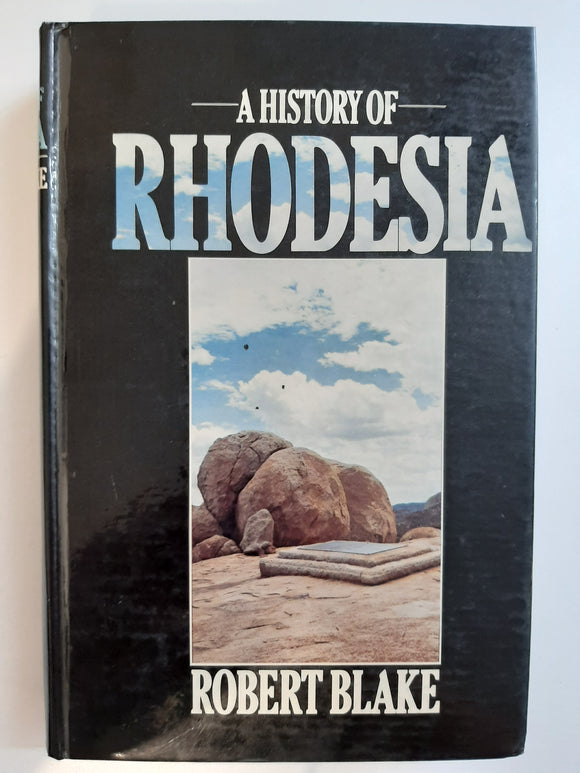 A HISTORY OF
RHODESIA
ROBERT BLAKE